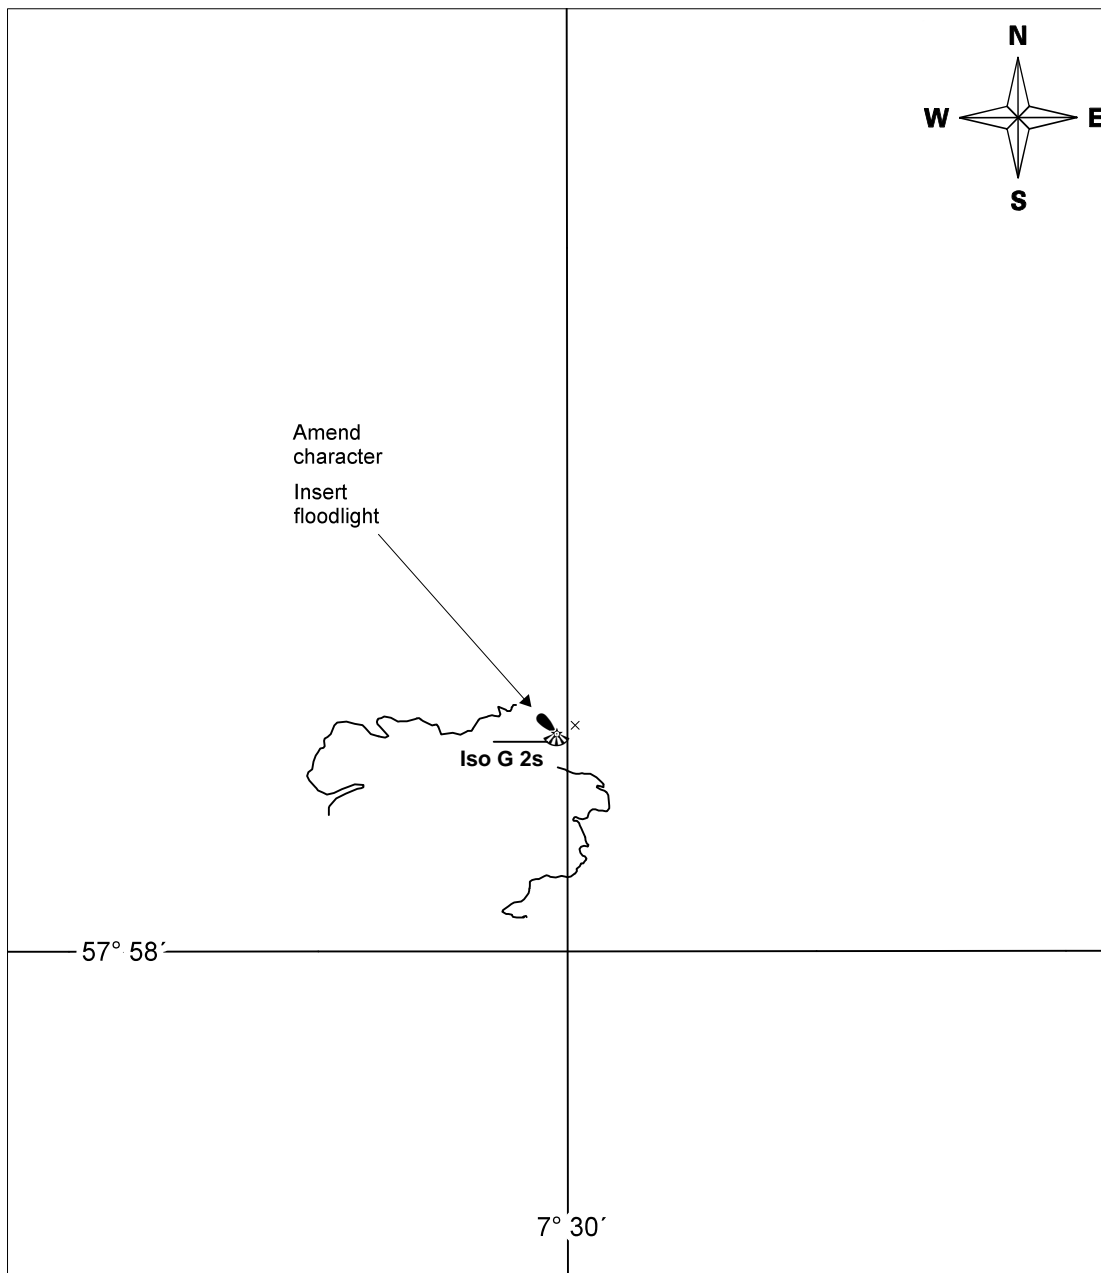 N
W E
S
Amend
character
Insert
floodlight
Iso G 2s
57° 58´
7° 30´